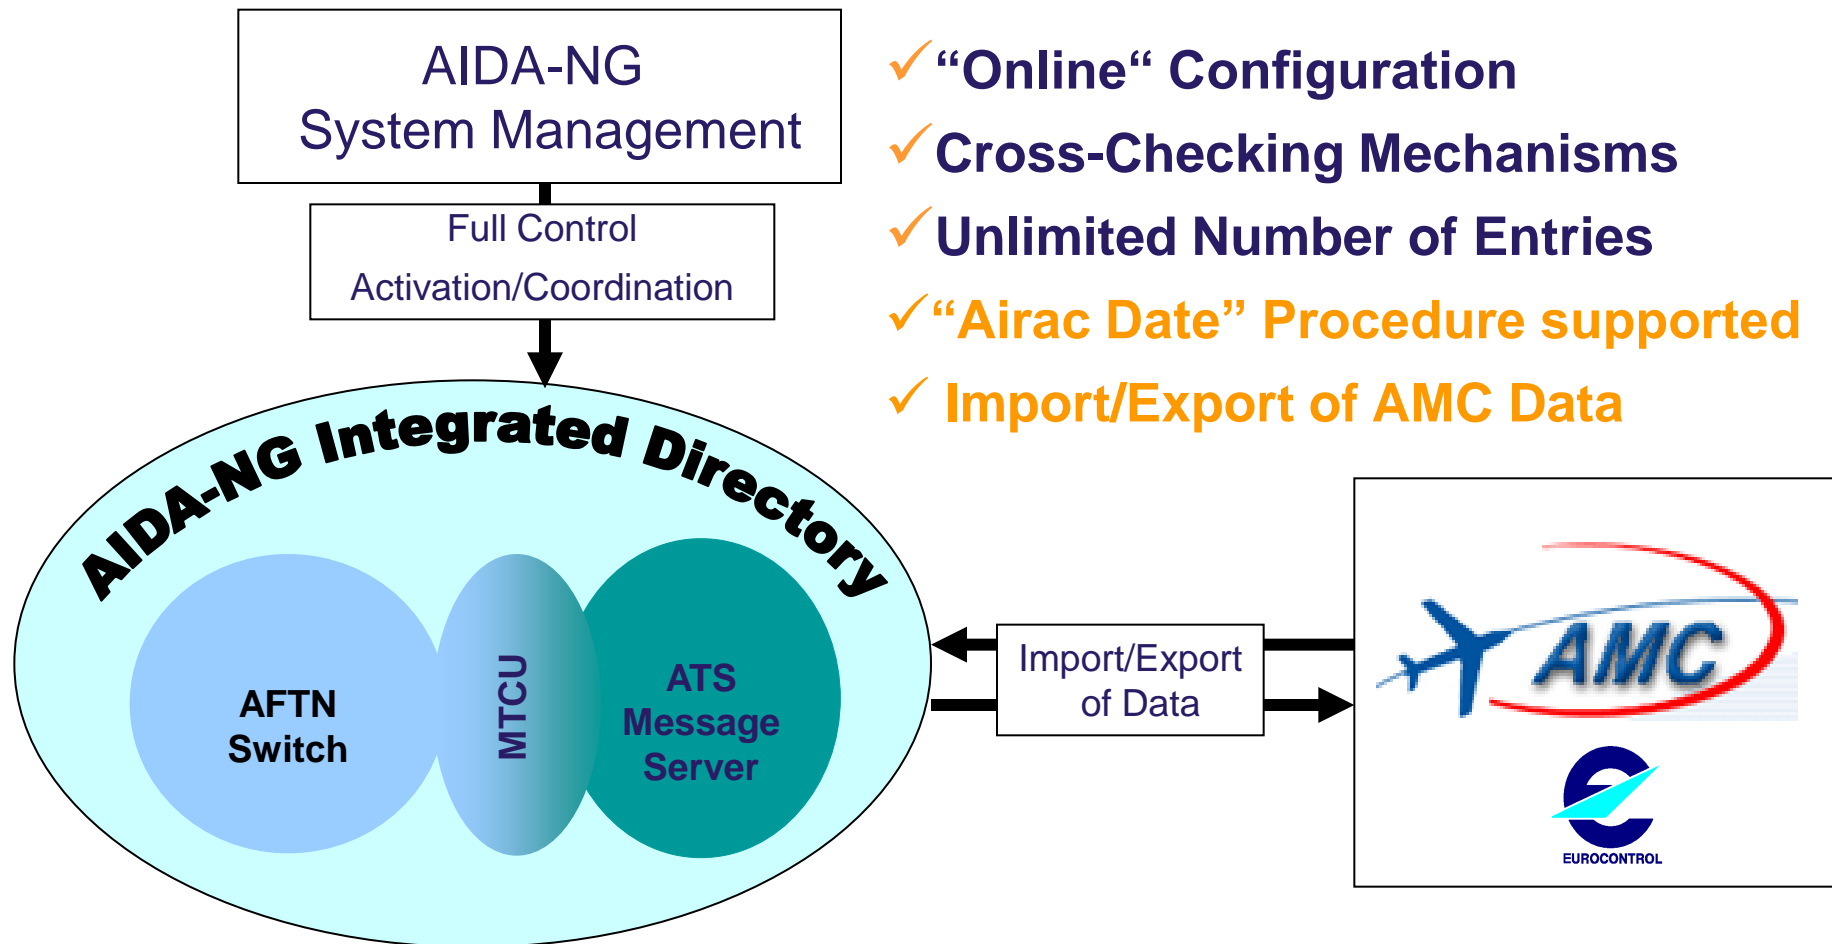 AIDA-NG
System Management
Full Control
Activation/Coordination
“Online“ Configuration
Cross-Checking Mechanisms
Unlimited Number of Entries
“Airac Date” Procedure supported
Import/Export of AMC Data
AIDA-NG Integrated Directory
AFTN
Switch
MTCU
ATS
Message
Server
Import/Export
of Data
AMC
EUROCONTROL